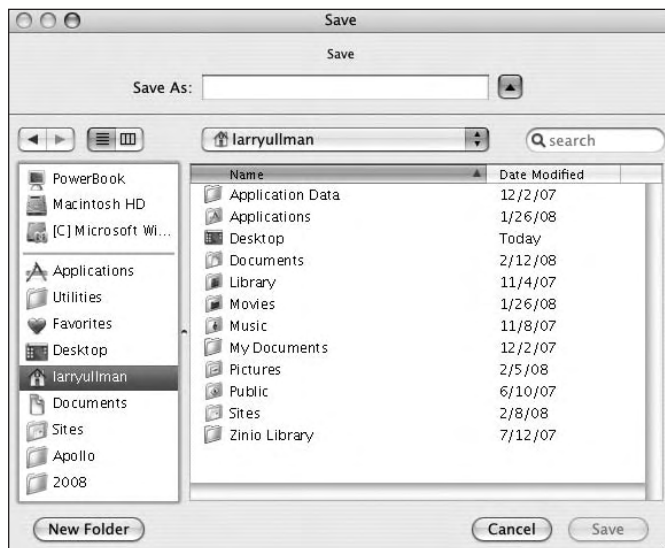 Save
Save
Save As:
larryullman
search
PowerBook
Macintosh HD
[C] Microsoft Wi...
Applications
Utilities
Favorites
Desktop
larryullman
Documents
Sites
Apollo
2008
Name Date Modified
Application Data 12/2/07
Applications 1/26/08
Desktop Today
Documents 2/12/08
Library 11/4/07
Movies 1/26/08
Music 11/8/07
My Documents 12/2/07
Pictures 2/5/08
Public 6/10/07
Sites 2/8/08
Zinio Library 7/12/07
New Folder Cancel Save